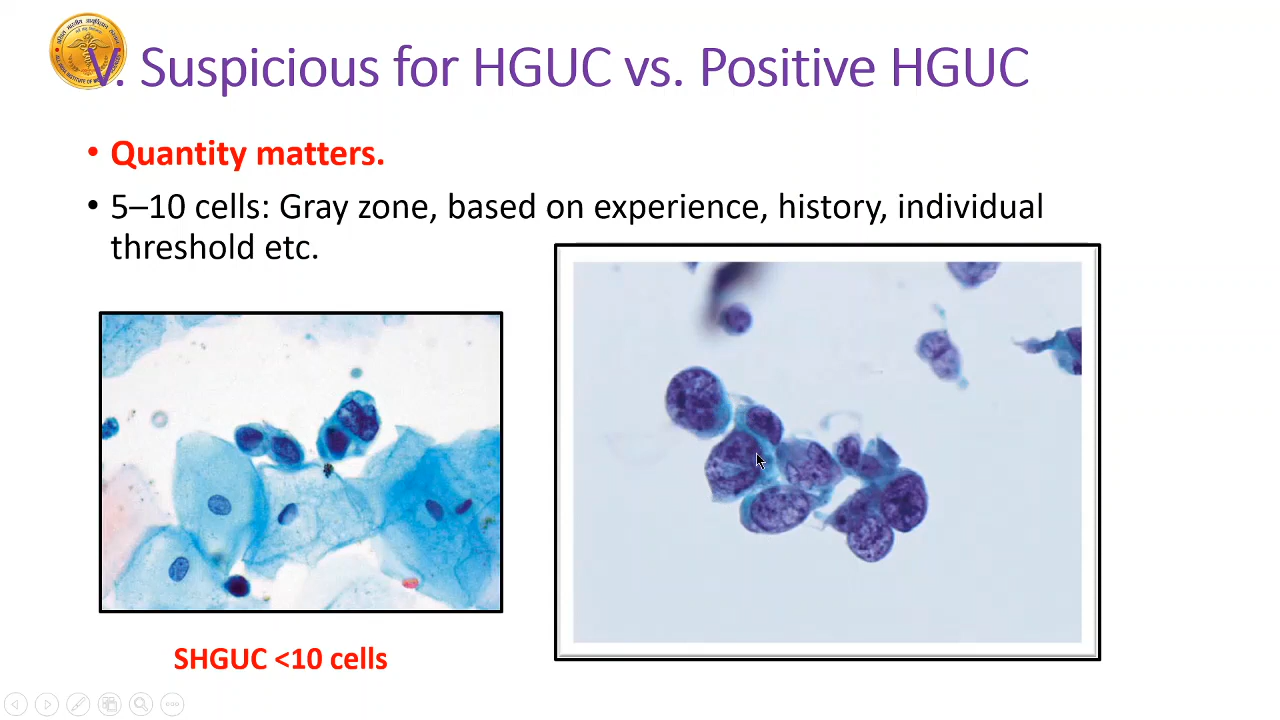 V. Suspicious for HGUC vs. Positive HGUC
• Quantity matters.
• 5–10 cells: Gray zone, based on experience, history, individual
threshold etc.
SHGUC <10 cells